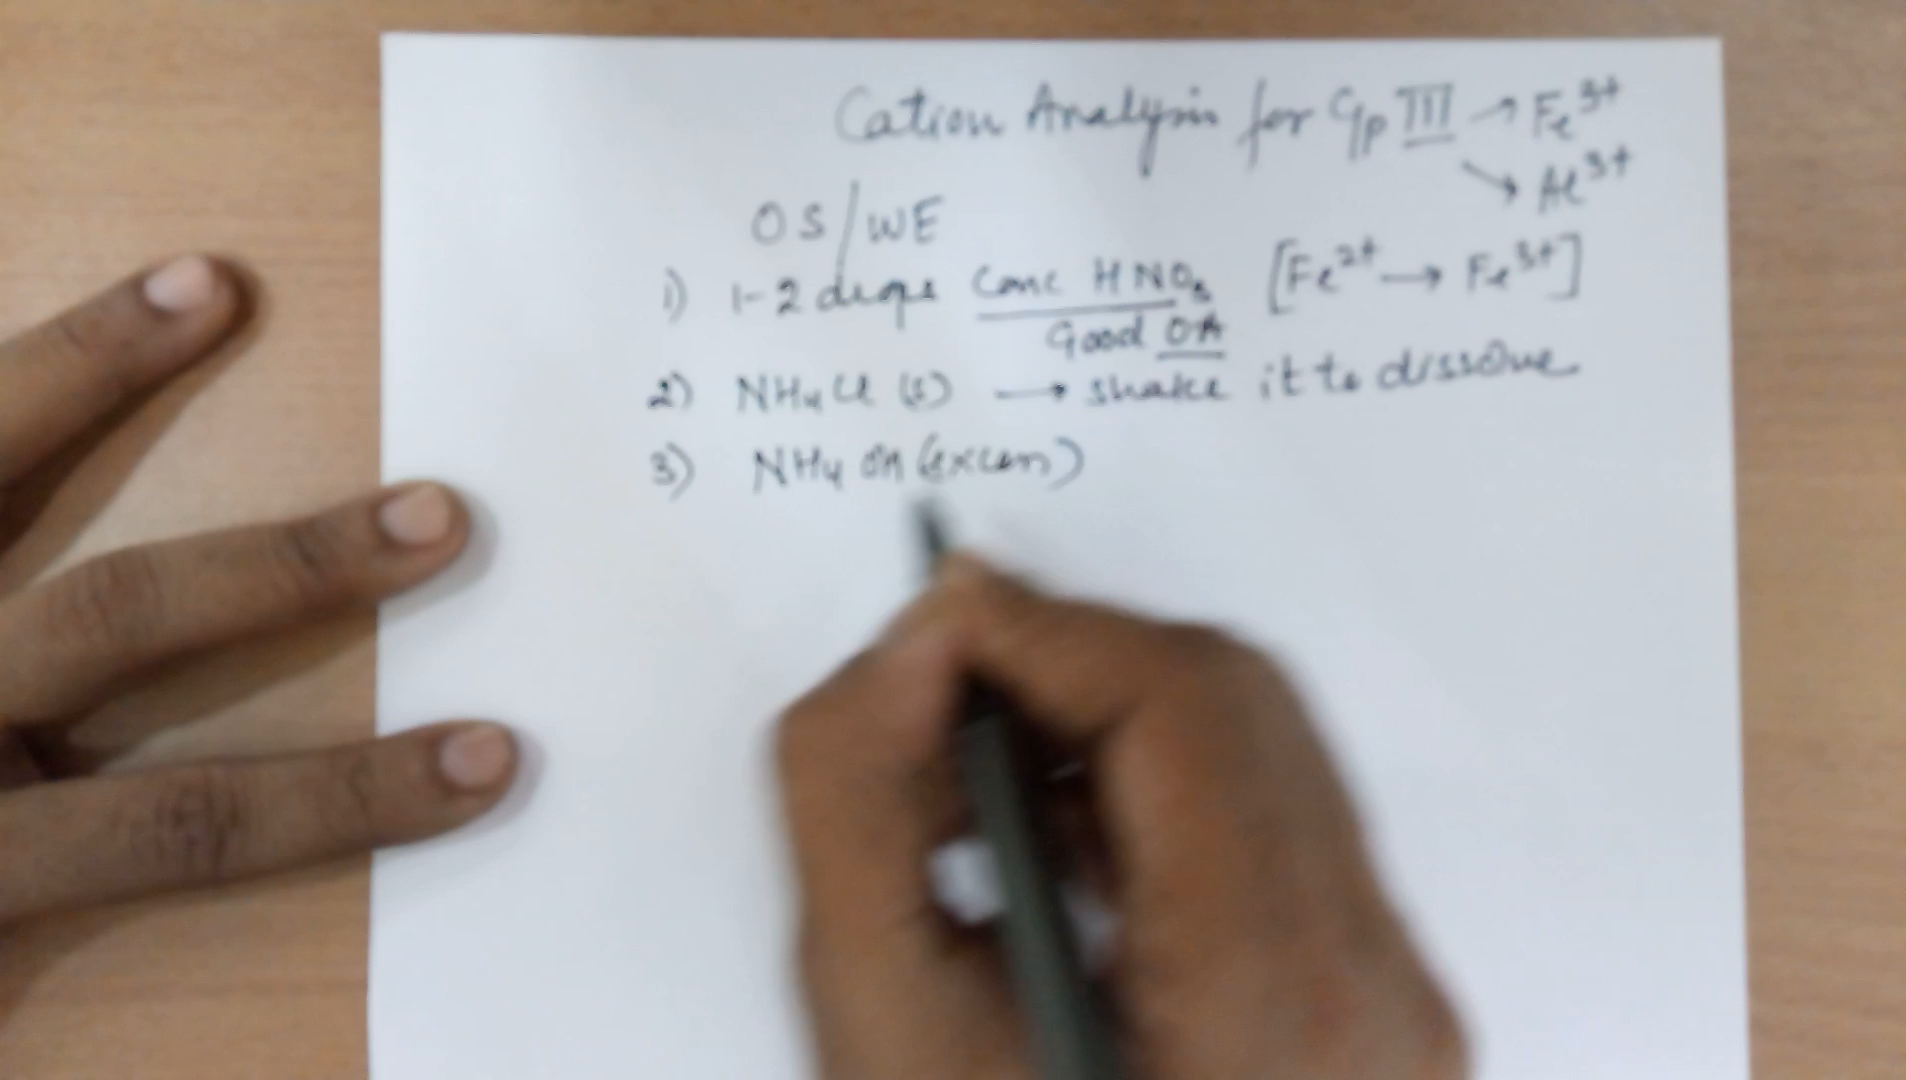 Cation Analysis for Gp III → Fe³⁺
↘ Al³⁺
OS/WE
1) 1-2 drops Conc HNO₃ [Fe²⁺ → Fe³⁺]
Good OA
2) NH₄Cl (s) → shake it to dissolve
3) NH₄OH (excess)